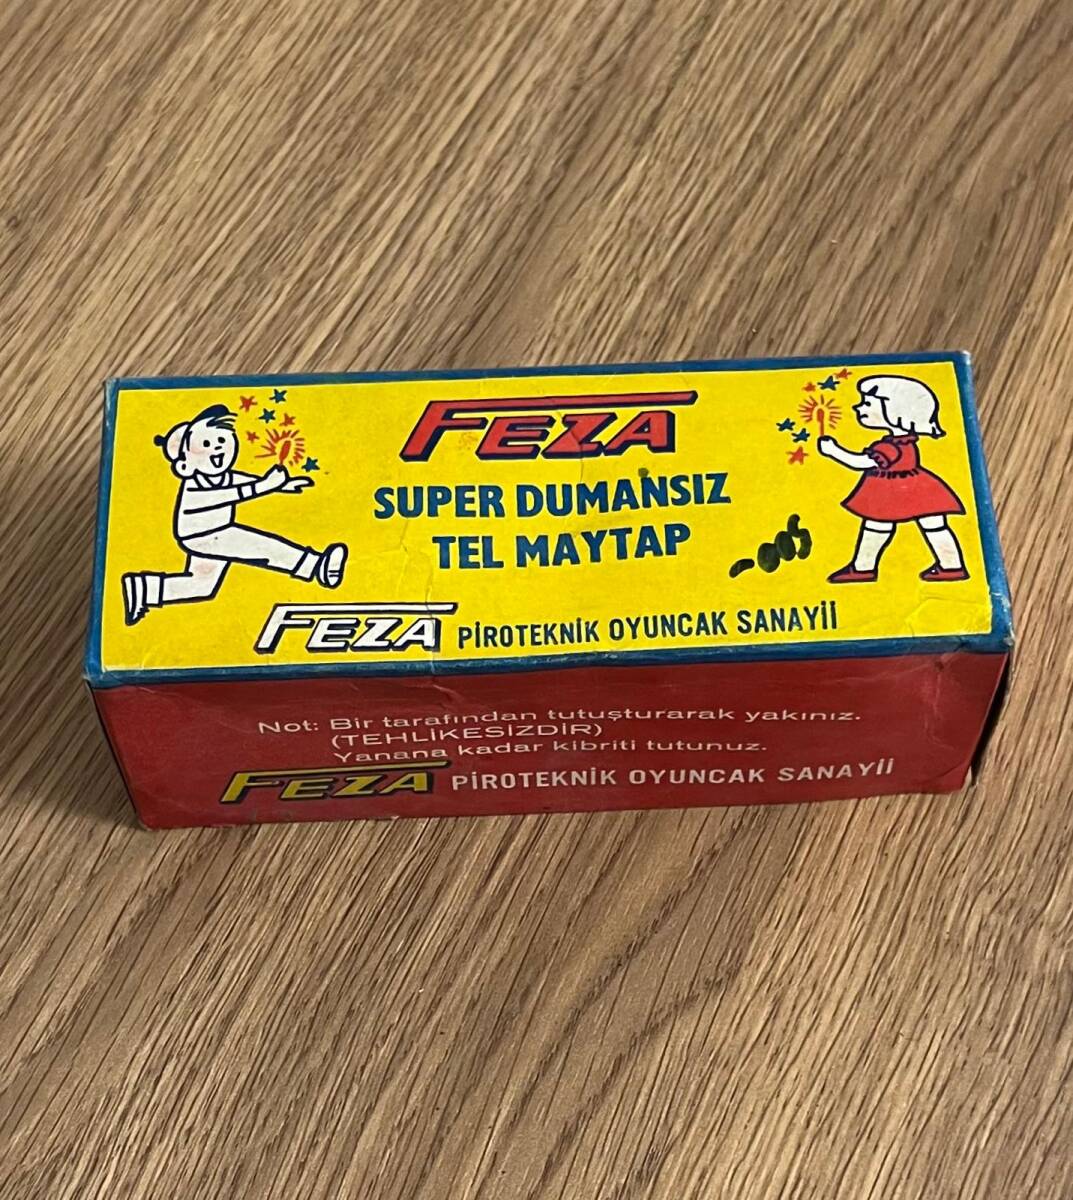 FEZA
SUPER DUMANSIZ
TEL MAYTAP
FEZA PİROTEKNİK OYUNCAK SANAYİİ
Not: Bir tarafından tutuşturarak yakınız.
(TEHLİKESİZDİR)
Yanana kadar kibriti tutunuz.
FEZA PİROTEKNİK OYUNCAK SANAYİİ